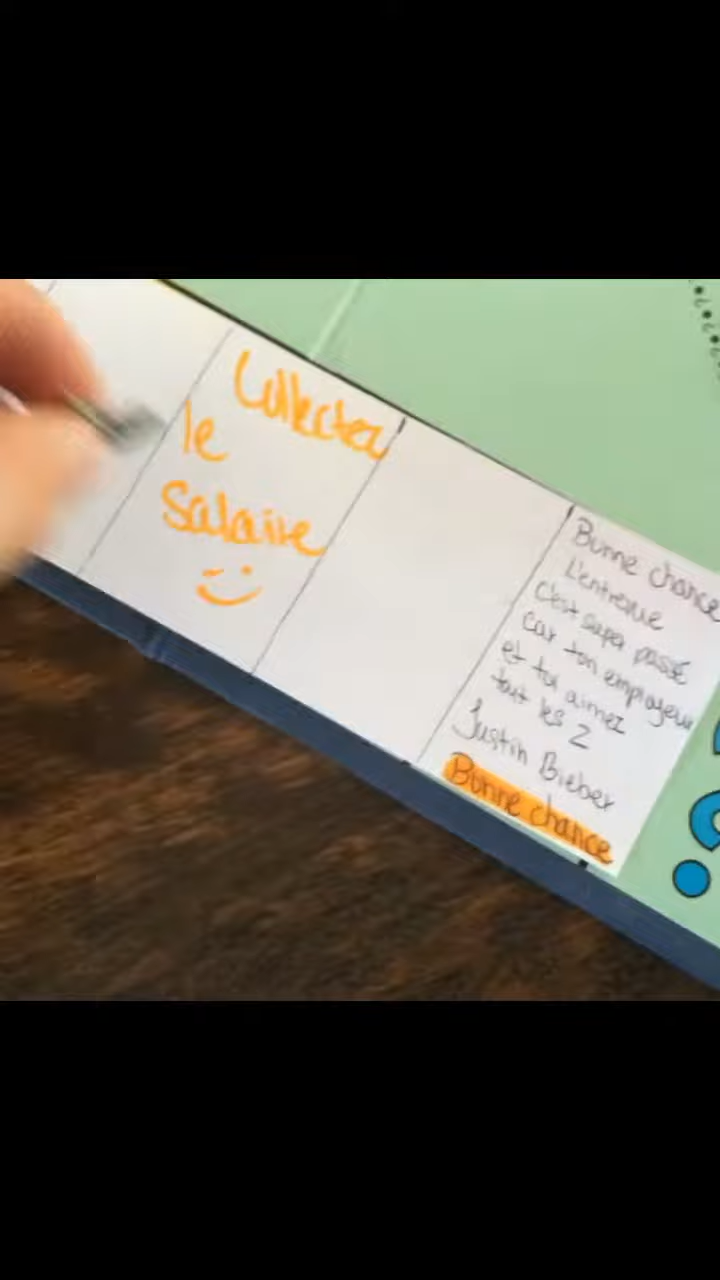 Collectez
le
salaire
Bonne chance
L'entrevue
c'est super passé
car ton employeur
et toi aimez
tout les 2
Justin Bieber
Bonne chance